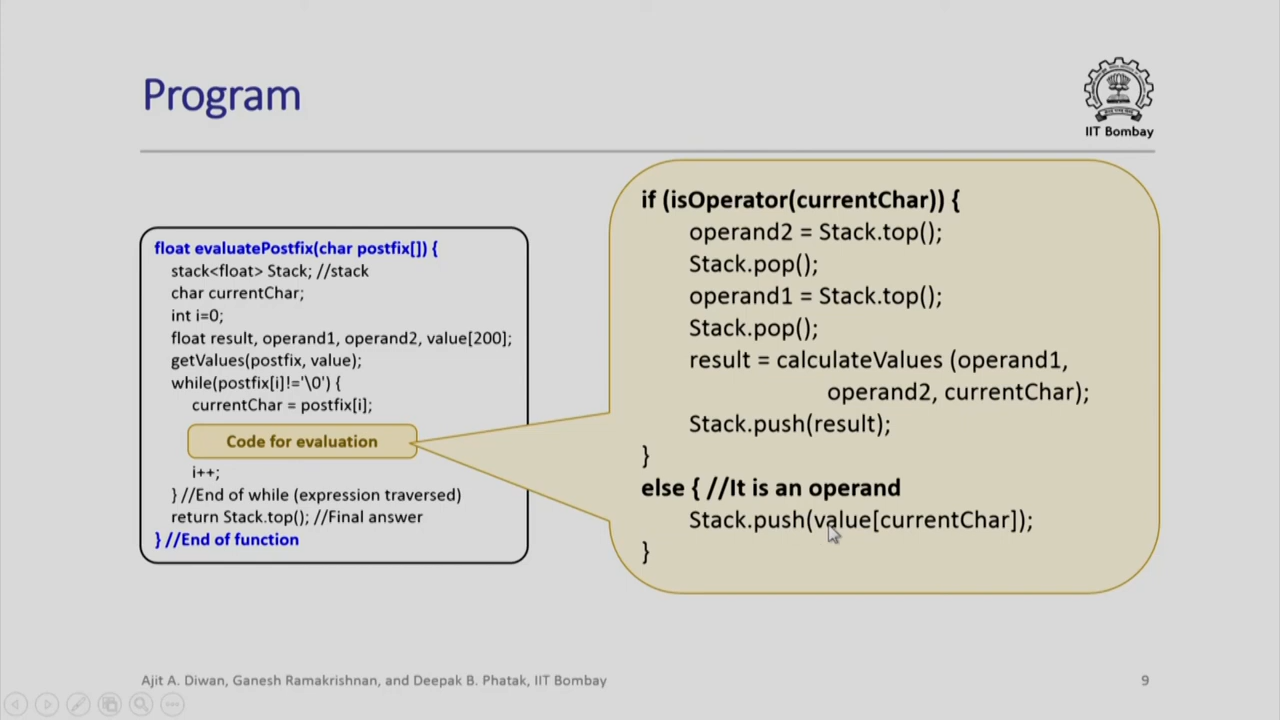 Program
IIT Bombay
float evaluatePostfix(char postfix[]) {
stack<float> Stack; //stack
char currentChar;
int i=0;
float result, operand1, operand2, value[200];
getValues(postfix, value);
while(postfix[i]!='\0') {
currentChar = postfix[i];
Code for evaluation
i++;
} //End of while (expression traversed)
return Stack.top(); //Final answer
} //End of function
if (isOperator(currentChar)) {
operand2 = Stack.top();
Stack.pop();
operand1 = Stack.top();
Stack.pop();
result = calculateValues (operand1,
operand2, currentChar);
Stack.push(result);
}
else { //It is an operand
Stack.push(value[currentChar]);
}
Ajit A. Diwan, Ganesh Ramakrishnan, and Deepak B. Phatak, IIT Bombay
9